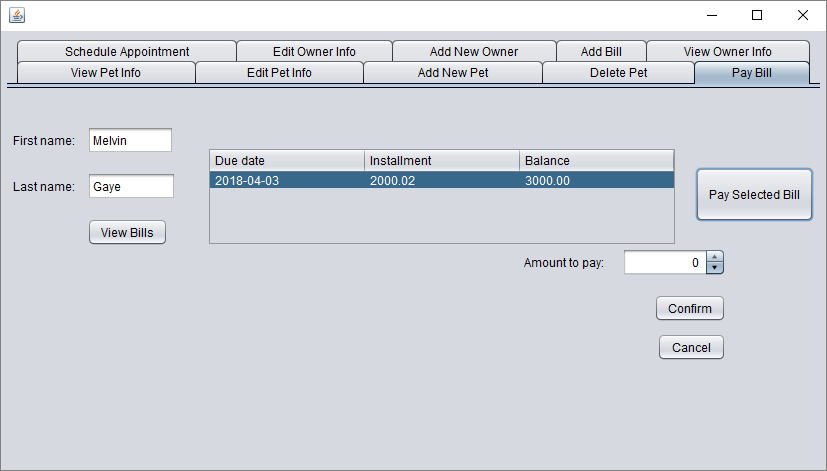 Schedule Appointment Edit Owner Info Add New Owner Add Bill View Owner Info
View Pet Info Edit Pet Info Add New Pet Delete Pet Pay Bill
First name: Melvin
Due date Installment Balance
2018-04-03 2000.02 3000.00
Last name: Gaye
Pay Selected Bill
View Bills
Amount to pay: 0
Confirm
Cancel